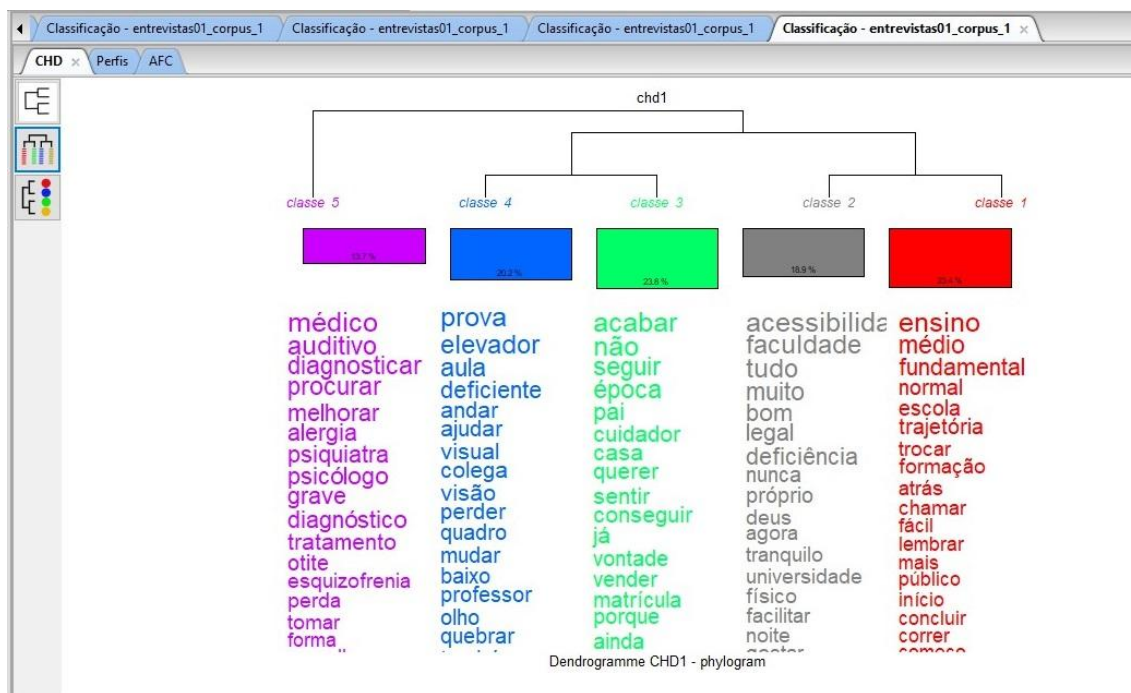 Classificação - entrevistas01_corpus_1 Classificação - entrevistas01_corpus_1 Classificação - entrevistas01_corpus_1 Classificação - entrevistas01_corpus_1
CHD Perfis AFC
chd1
classe 5 classe 4 classe 3 classe 2 classe 1
13.7 % 20.2 % 23.8 % 18.9 % 23.4 %
médico
auditivo
diagnosticar
procurar
melhorar
alergia
psiquiatra
psicólogo
grave
diagnóstico
tratamento
otite
esquizofrenia
perda
tomar
forma
prova
elevador
aula
deficiente
andar
ajudar
visual
colega
visão
perder
quadro
mudar
baixo
professor
olho
quebrar
acabar
não
seguir
época
pai
cuidador
casa
querer
sentir
conseguir
já
vontade
vender
matrícula
porque
ainda
acessibilida
faculdade
tudo
muito
bom
legal
deficiência
nunca
próprio
deus
agora
tranquilo
universidade
físico
facilitar
noite
gostar
ensino
médio
fundamental
normal
escola
trajetória
trocar
formação
atrás
chamar
fácil
lembrar
mais
público
início
concluir
correr
começo
Dendrogramme CHD1 - phylogram